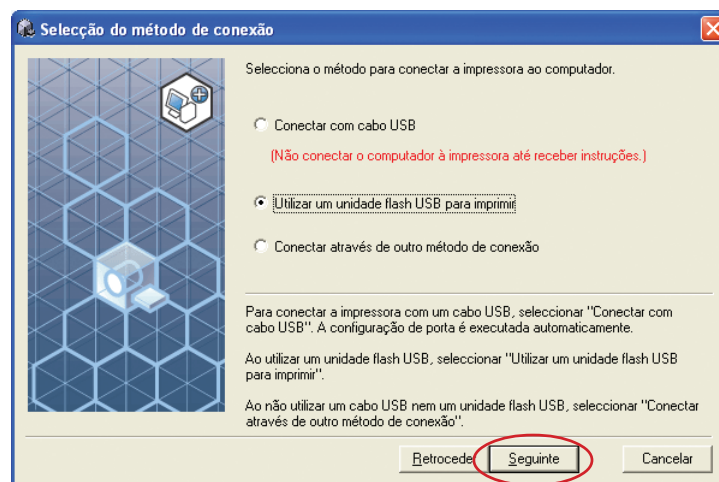 Selecção do método de conexão
Selecciona o método para conectar a impressora ao computador.
Conectar com cabo USB
(Não conectar o computador à impressora até receber instruções.)
Utilizar um unidade flash USB para imprimir
Conectar através de outro método de conexão
Para conectar a impressora com um cabo USB, seleccionar "Conectar com
cabo USB". A configuração de porta é executada automaticamente.
Ao utilizar um unidade flash USB, seleccionar "Utilizar um unidade flash USB
para imprimir".
Ao não utilizar um cabo USB nem um unidade flash USB, seleccionar "Conectar
através de outro método de conexão".
Retrocede Seguinte Cancelar